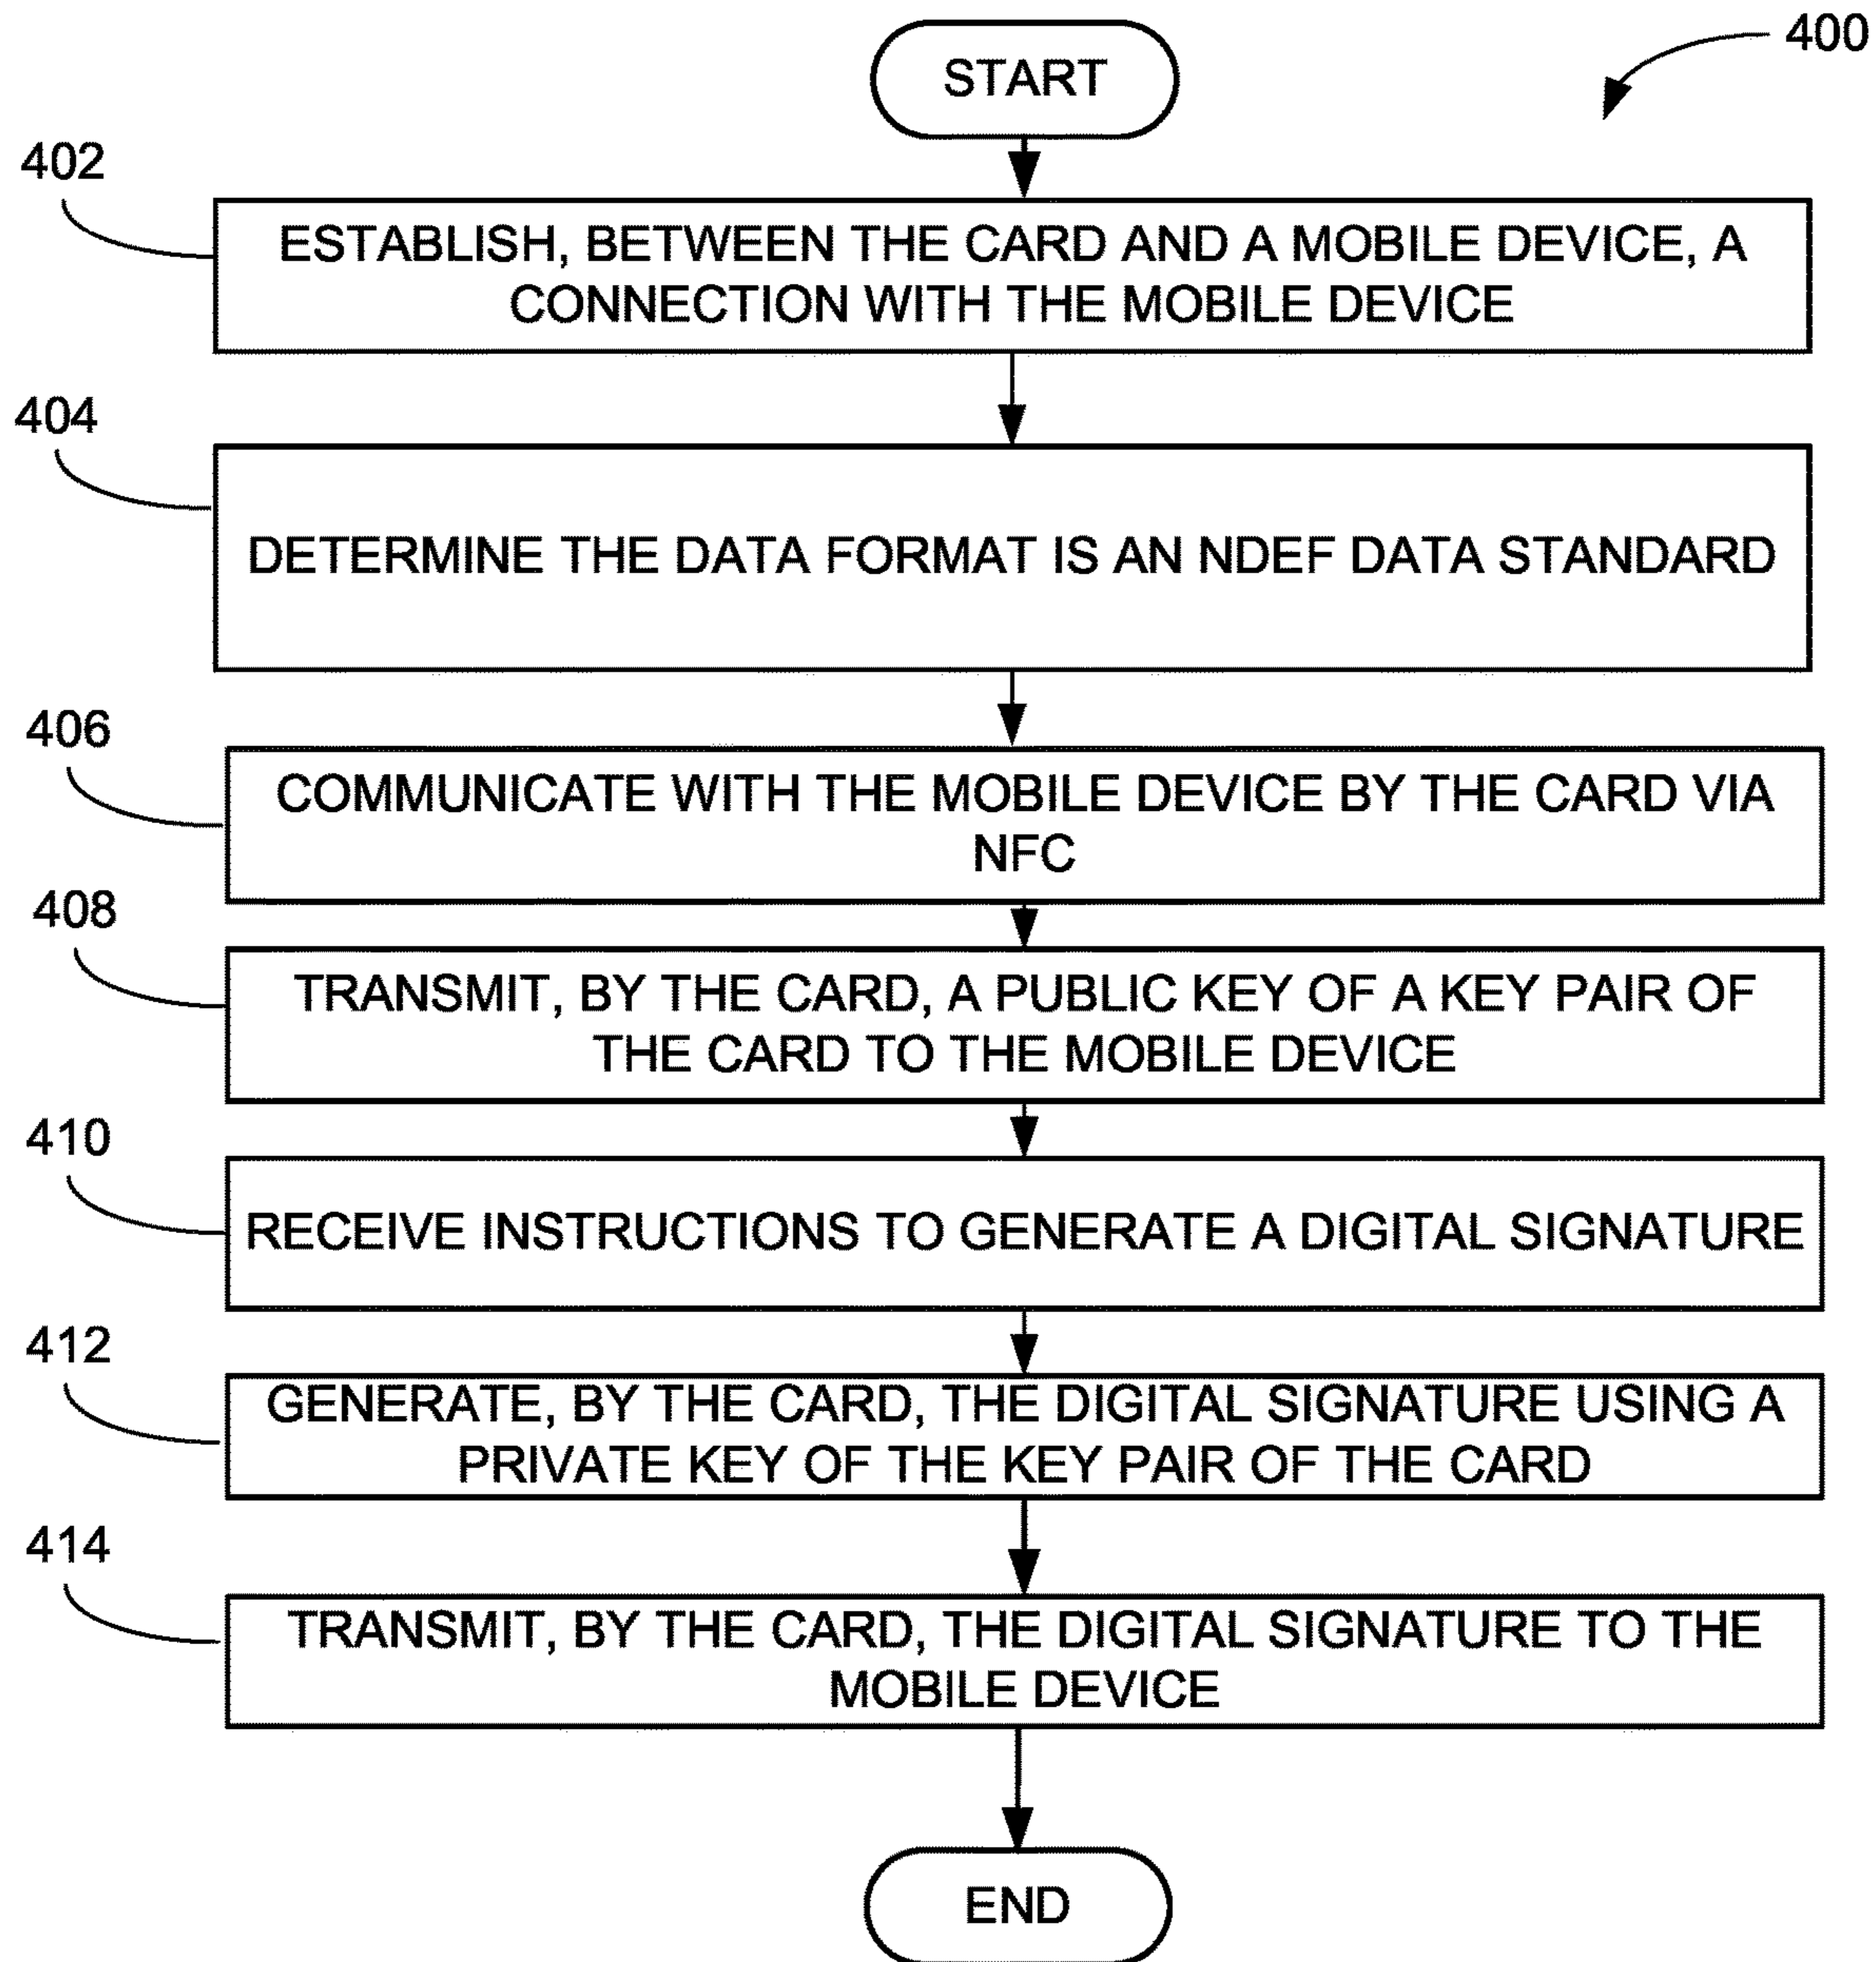 START
400
402
ESTABLISH, BETWEEN THE CARD AND A MOBILE DEVICE, A
CONNECTION WITH THE MOBILE DEVICE
404
DETERMINE THE DATA FORMAT IS AN NDEF DATA STANDARD
406
COMMUNICATE WITH THE MOBILE DEVICE BY THE CARD VIA
NFC
408
TRANSMIT, BY THE CARD, A PUBLIC KEY OF A KEY PAIR OF
THE CARD TO THE MOBILE DEVICE
410
RECEIVE INSTRUCTIONS TO GENERATE A DIGITAL SIGNATURE
412
GENERATE, BY THE CARD, THE DIGITAL SIGNATURE USING A
PRIVATE KEY OF THE KEY PAIR OF THE CARD
414
TRANSMIT, BY THE CARD, THE DIGITAL SIGNATURE TO THE
MOBILE DEVICE
END